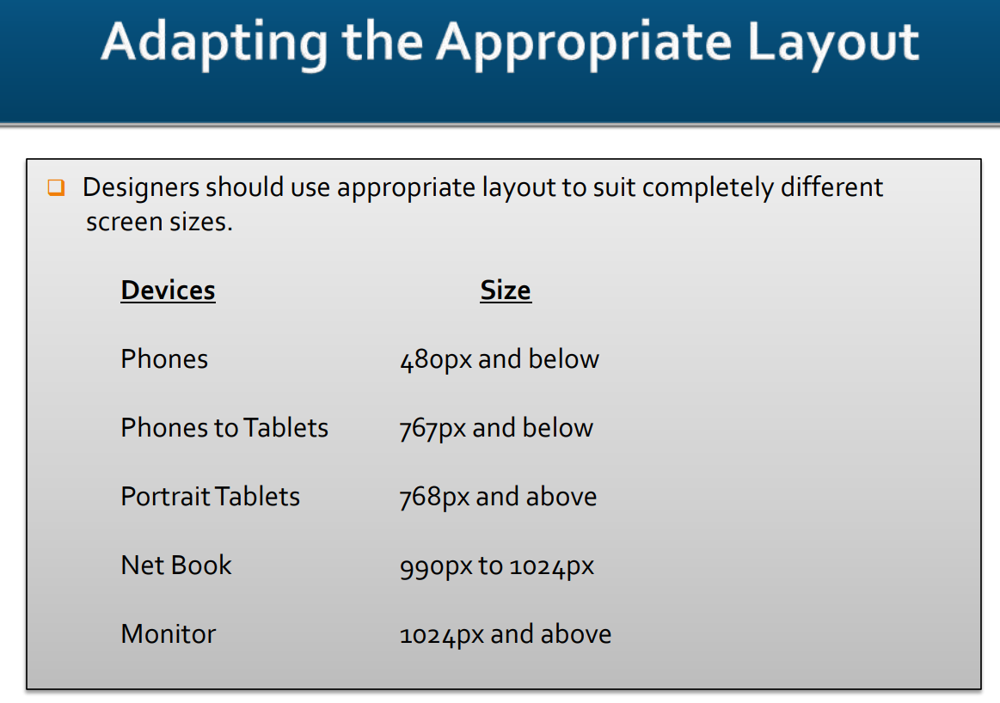 Adapting the Appropriate Layout
Designers should use appropriate layout to suit completely different
screen sizes.
Devices Size
Phones 480px and below
Phones to Tablets 767px and below
Portrait Tablets 768px and above
Net Book 990px to 1024px
Monitor 1024px and above